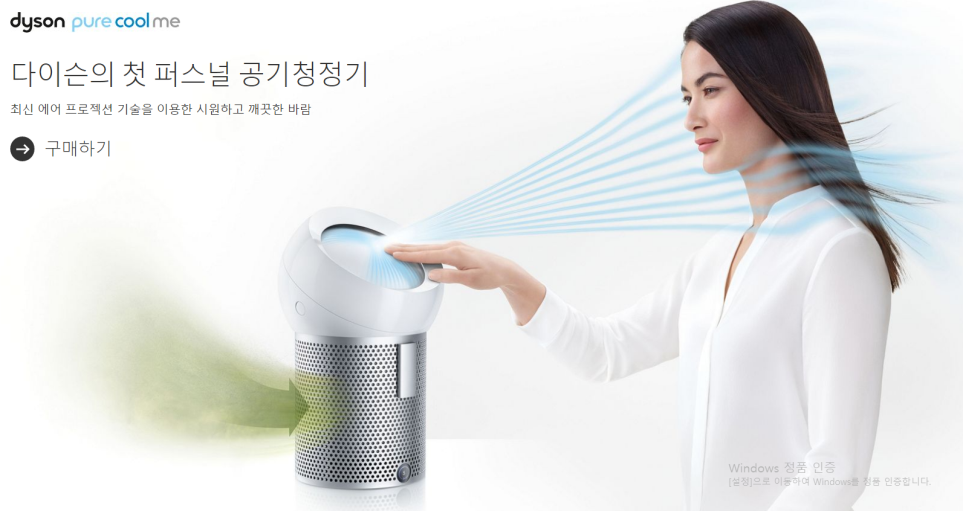 dyson pure cool me
다이슨의 첫 퍼스널 공기청정기
최신 에어 프로젝션 기술을 이용한 시원하고 깨끗한 바람
구매하기
Windows 정품 인증
[설정]으로 이동하여 Windows를 정품 인증합니다.